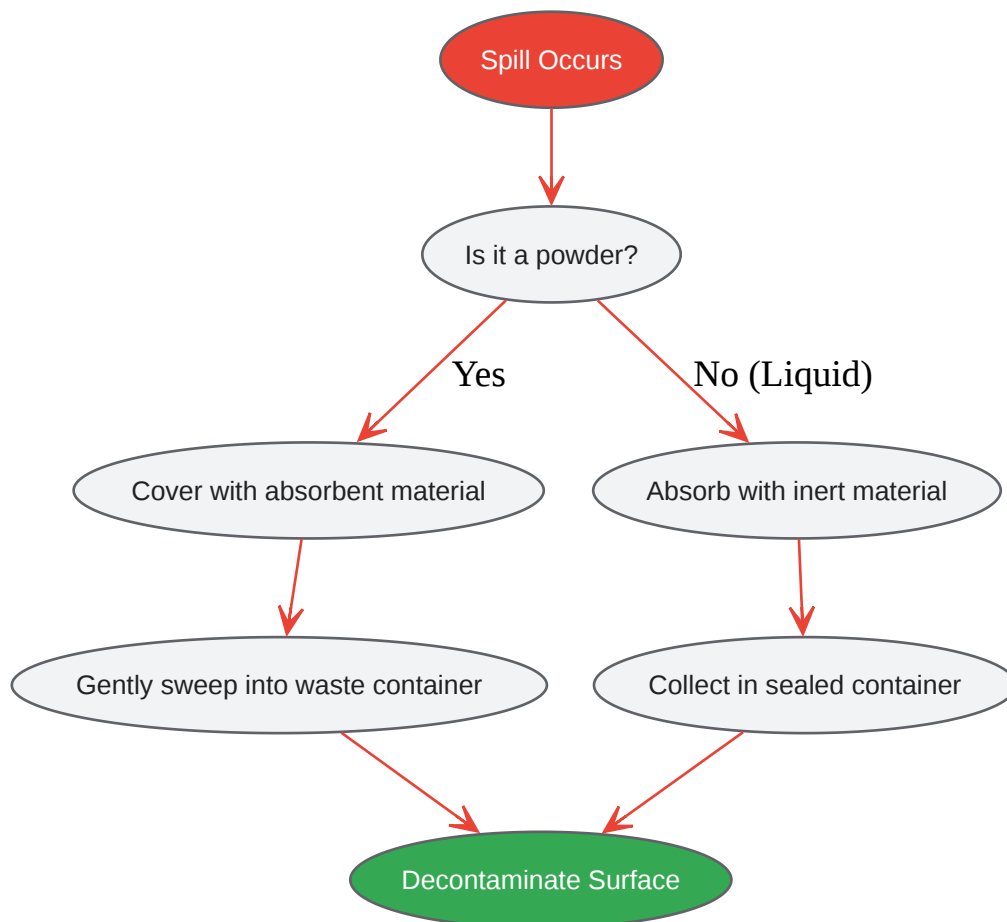 Spill Occurs
Is it a powder?
Yes
No (Liquid)
Cover with absorbent material
Absorb with inert material
Gently sweep into waste container
Collect in sealed container
Decontaminate Surface